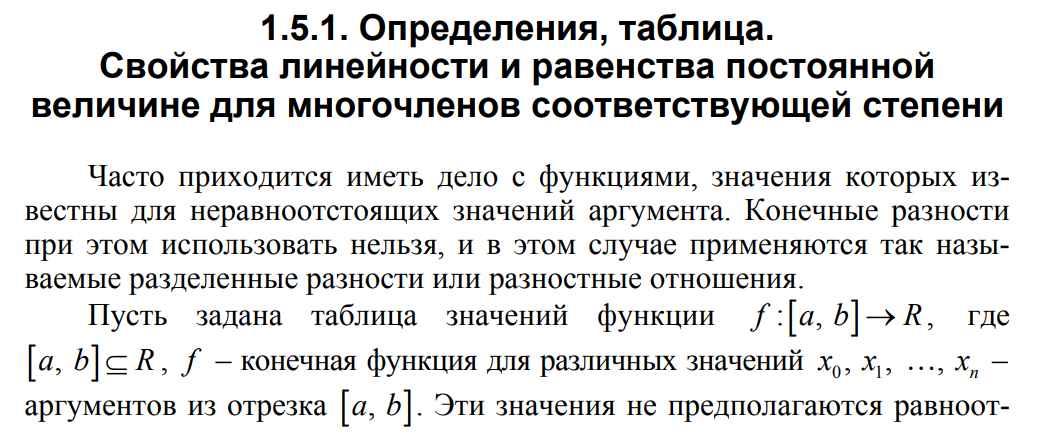 1.5.1. Определения, таблица.
Свойства линейности и равенства постоянной
величине для многочленов соответствующей степени
Часто приходится иметь дело с функциями, значения которых из-
вестны для неравноотстоящих значений аргумента. Конечные разности
при этом использовать нельзя, и в этом случае применяются так назы-
ваемые разделенные разности или разностные отношения.
Пусть задана таблица значений функции f : [a, b] → R, где
[a, b] ⊆ R, f – конечная функция для различных значений x₀, x₁, …, xₙ –
аргументов из отрезка [a, b]. Эти значения не предполагаются равноот-